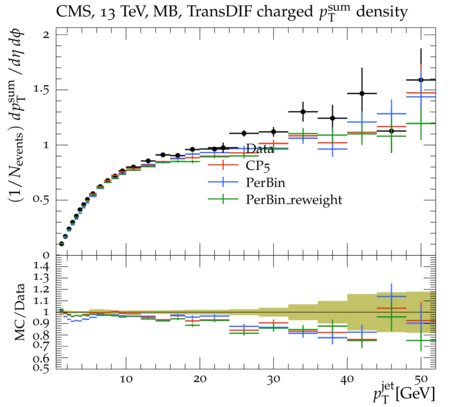 CMS, 13 TeV, MB, TransDIF charged p_T^sum density
(1/N_events) dp_T^sum / dη dϕ
2
1.5
1
0.5
0
Data
CP5
PerBin
PerBin_reweight
MC/Data
1.4
1.3
1.2
1.1
1
0.9
0.8
0.7
0.6
0.5
10 20 30 40 50
p_T^jet [GeV]